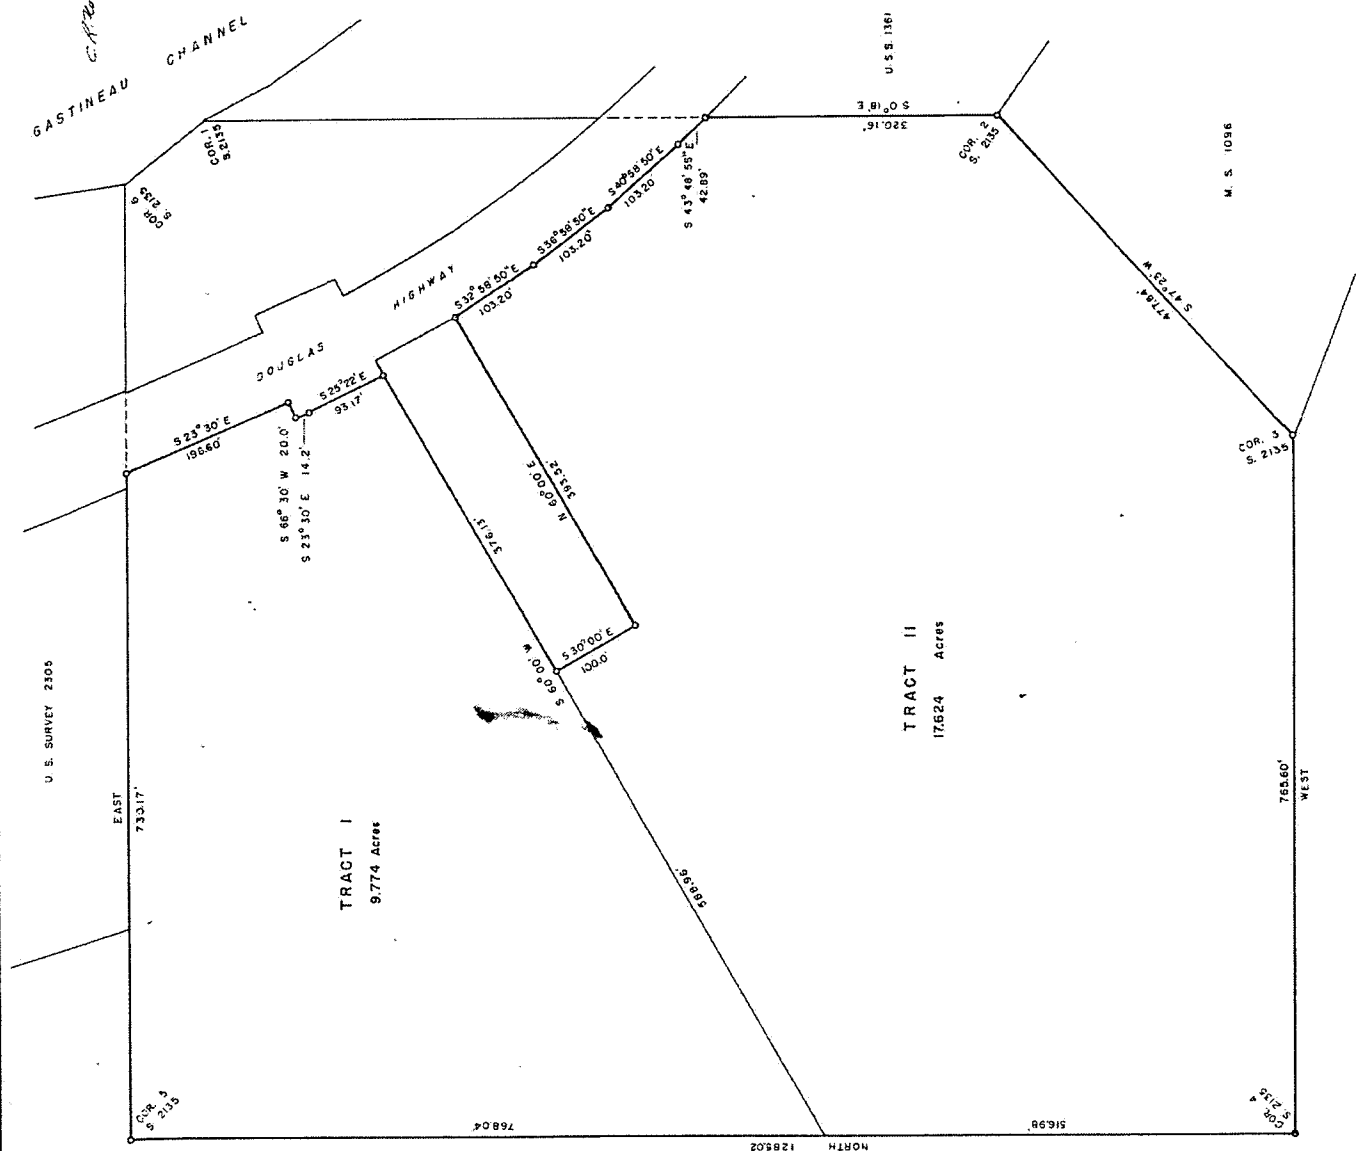 GASTINEAU CHANNEL
U.S.S. 1361
COR. 1
S. 2135
COR. 6
S. 2135
S 0° 18' E
320.16'
COR. 2
S. 2135
M. S. 1096
S 40° 58' 50" E
103.20'
S 43° 48' 55" E
42.89'
S 36° 58' 50" E
103.20'
S 32° 58' 50" E
103.20'
DOUGLAS HIGHWAY
S 23° 30' E
196.60'
S 25° 22' E
93.17'
S 66° 30' W 20.0'
S 23° 30' E 14.2'
S 47° 25' W
477.84'
COR. 3
S. 2135
376.13'
N 60° 00' E
393.52'
S 60° 00' W
S 30° 00' E
100.0'
U. S. SURVEY 2305
EAST
730.17'
TRACT I
9.774 Acres
TRACT II
17.624 Acres
588.96'
765.60'
WEST
COR. 5
S. 2135
768.04'
NORTH
1285.02
516.98'
COR. 4
S. 2135